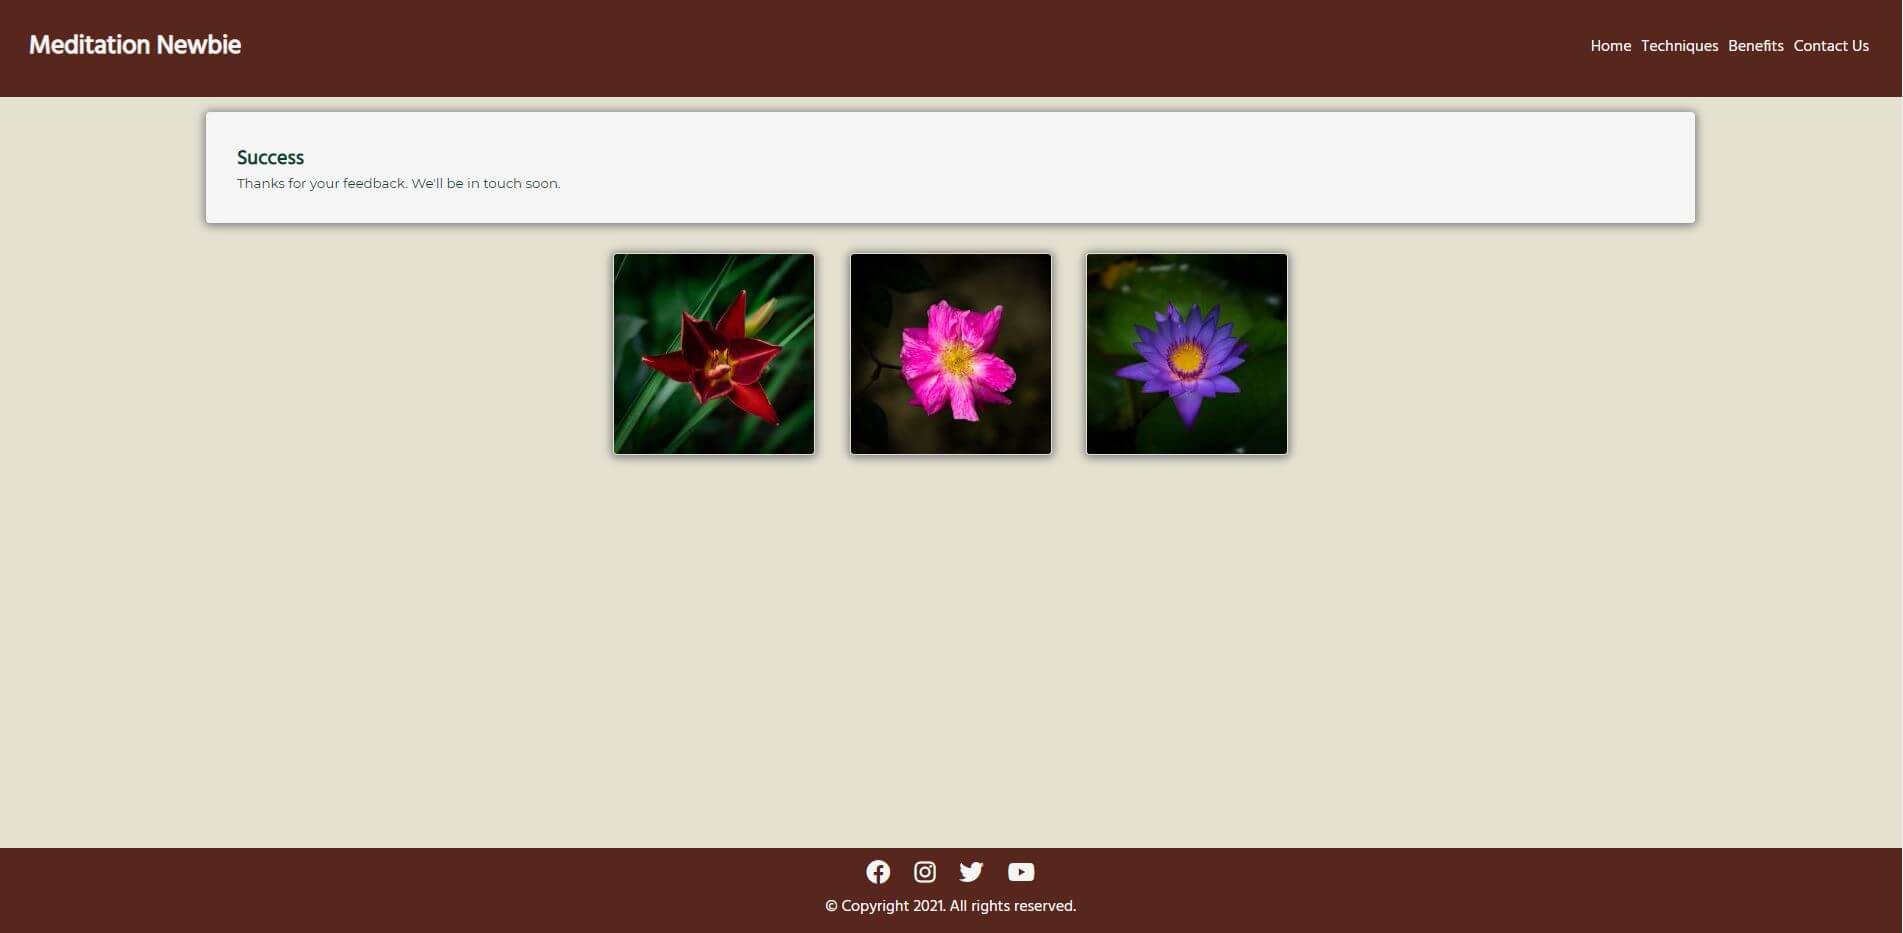 Meditation Newbie
Home Techniques Benefits Contact Us
Success
Thanks for your feedback. We'll be in touch soon.
© Copyright 2021. All rights reserved.